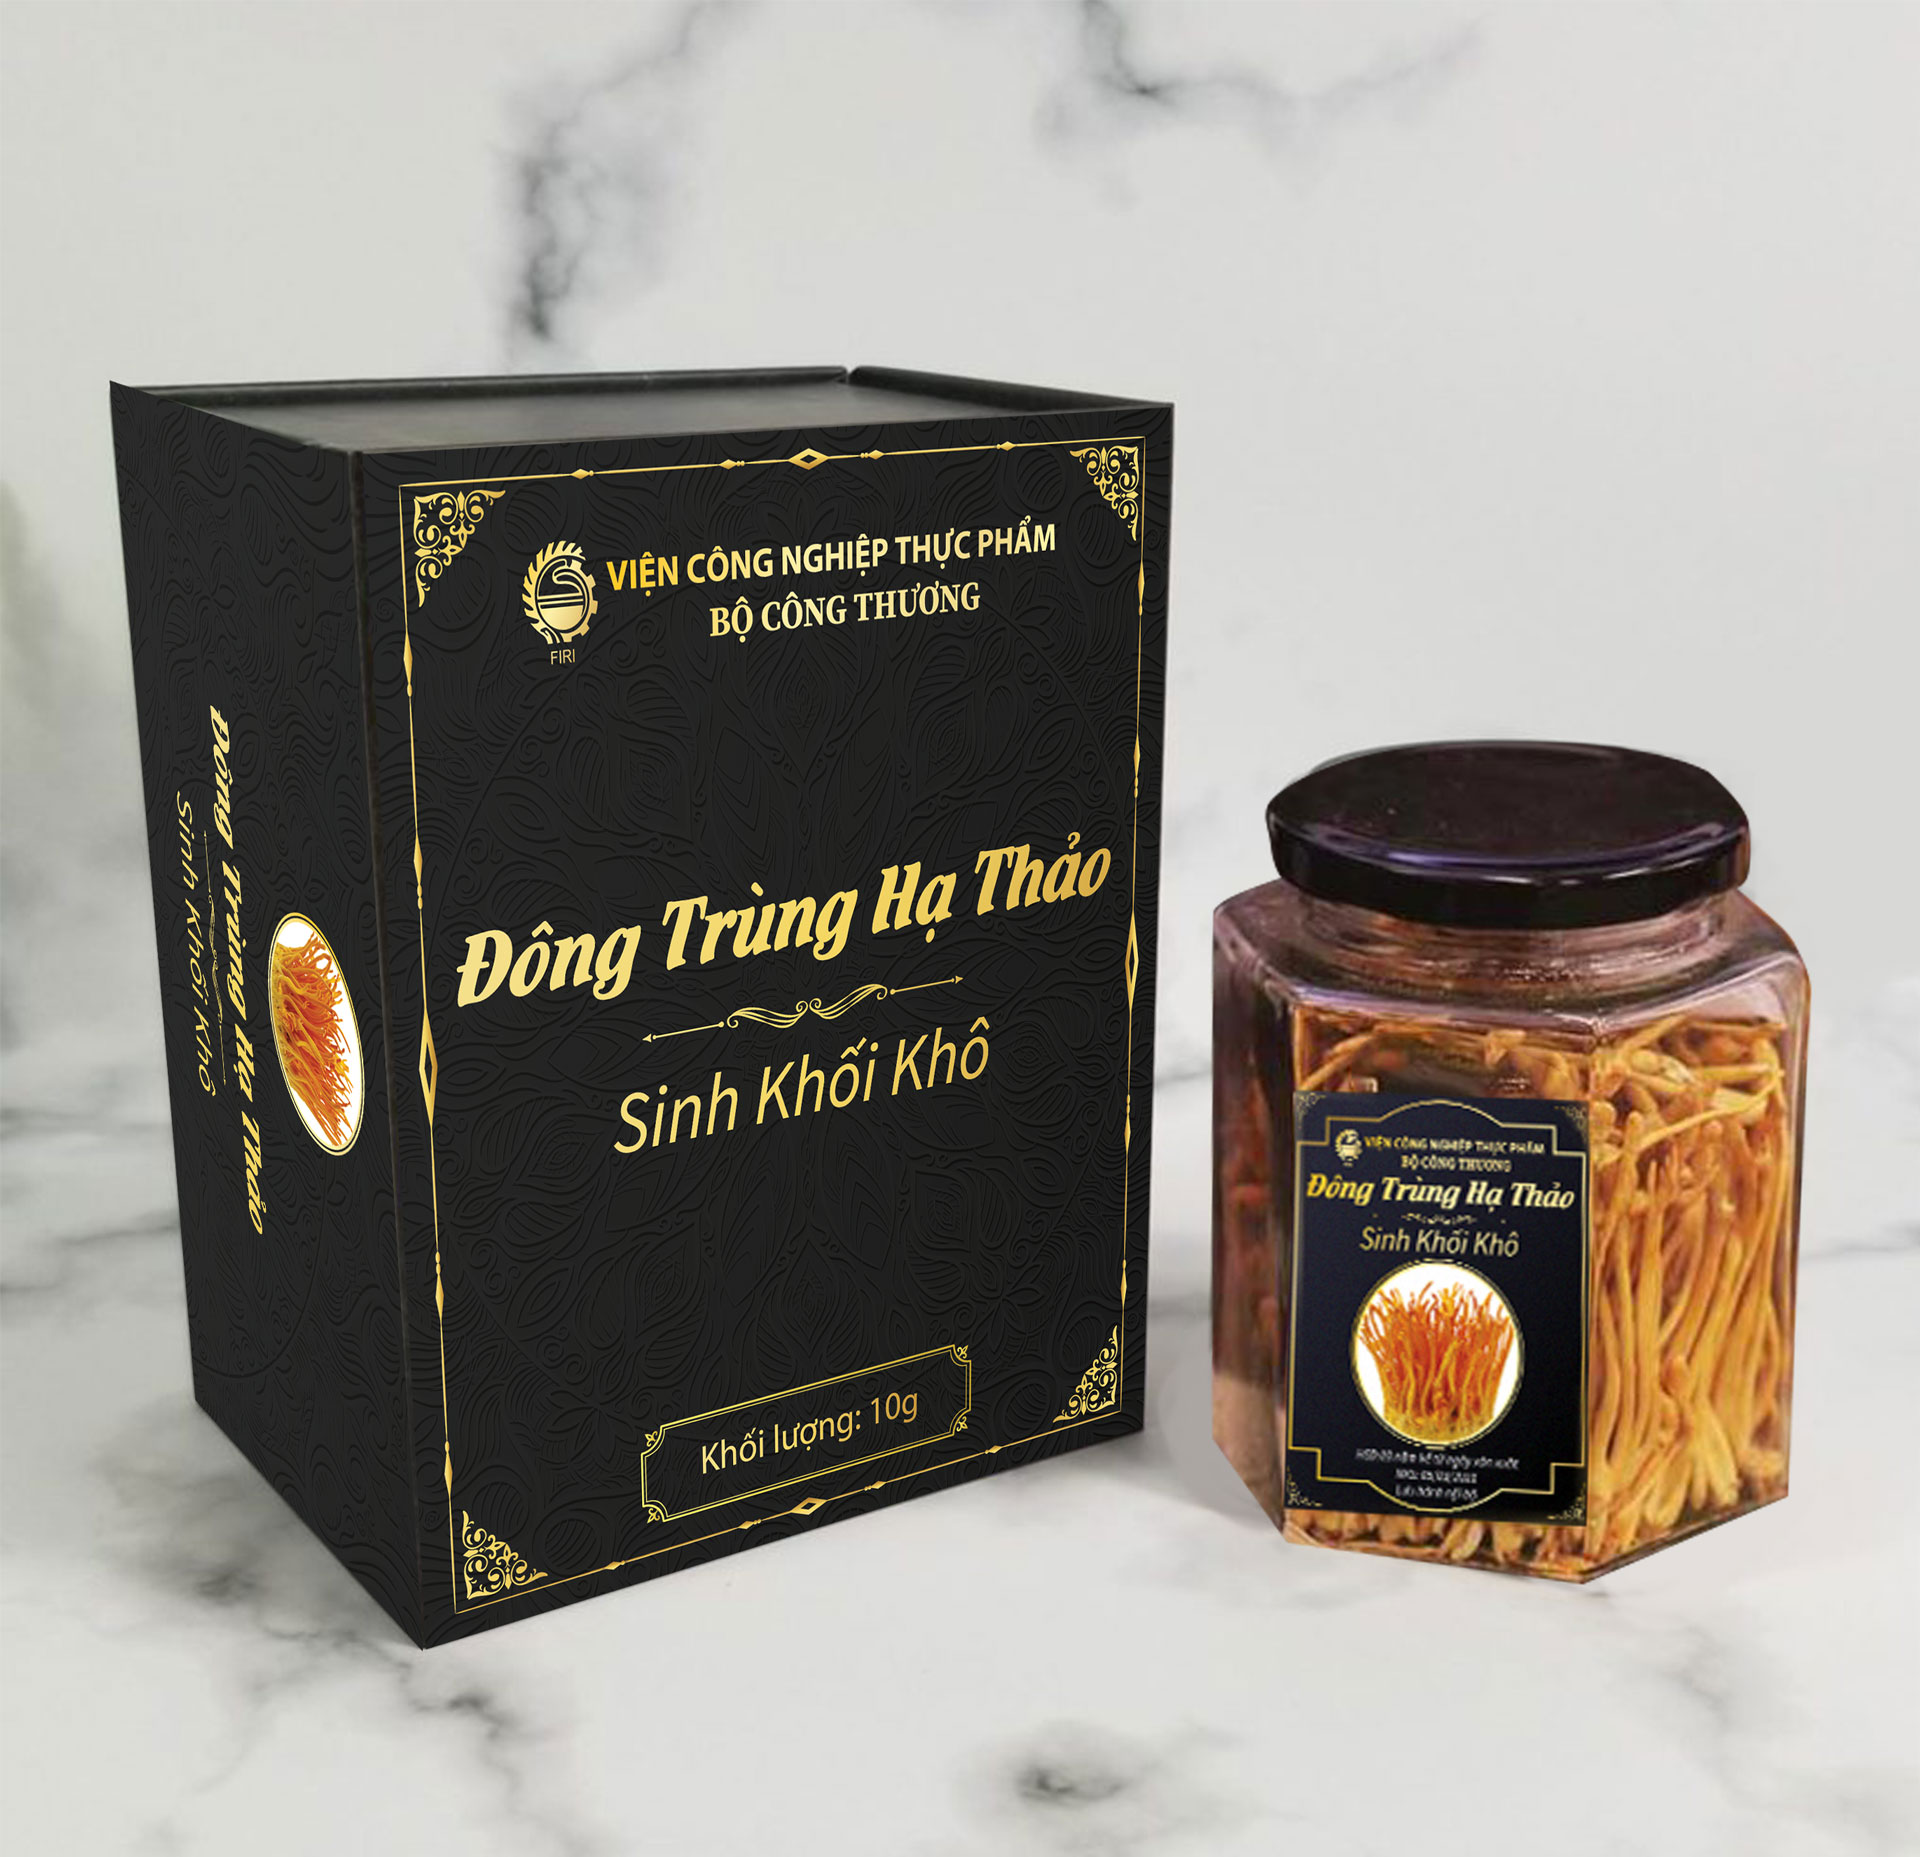 VIỆN CÔNG NGHIỆP THỰC PHẨM
BỘ CÔNG THƯƠNG
FIRI
Đông Trùng Hạ Thảo
Sinh Khối Khô
Khối lượng: 10g
Đông Trùng Hạ Thảo
Sinh Khối Khô
VIỆN CÔNG NGHIỆP THỰC PHẨM
BỘ CÔNG THƯƠNG
Đông Trùng Hạ Thảo
Sinh Khối Khô